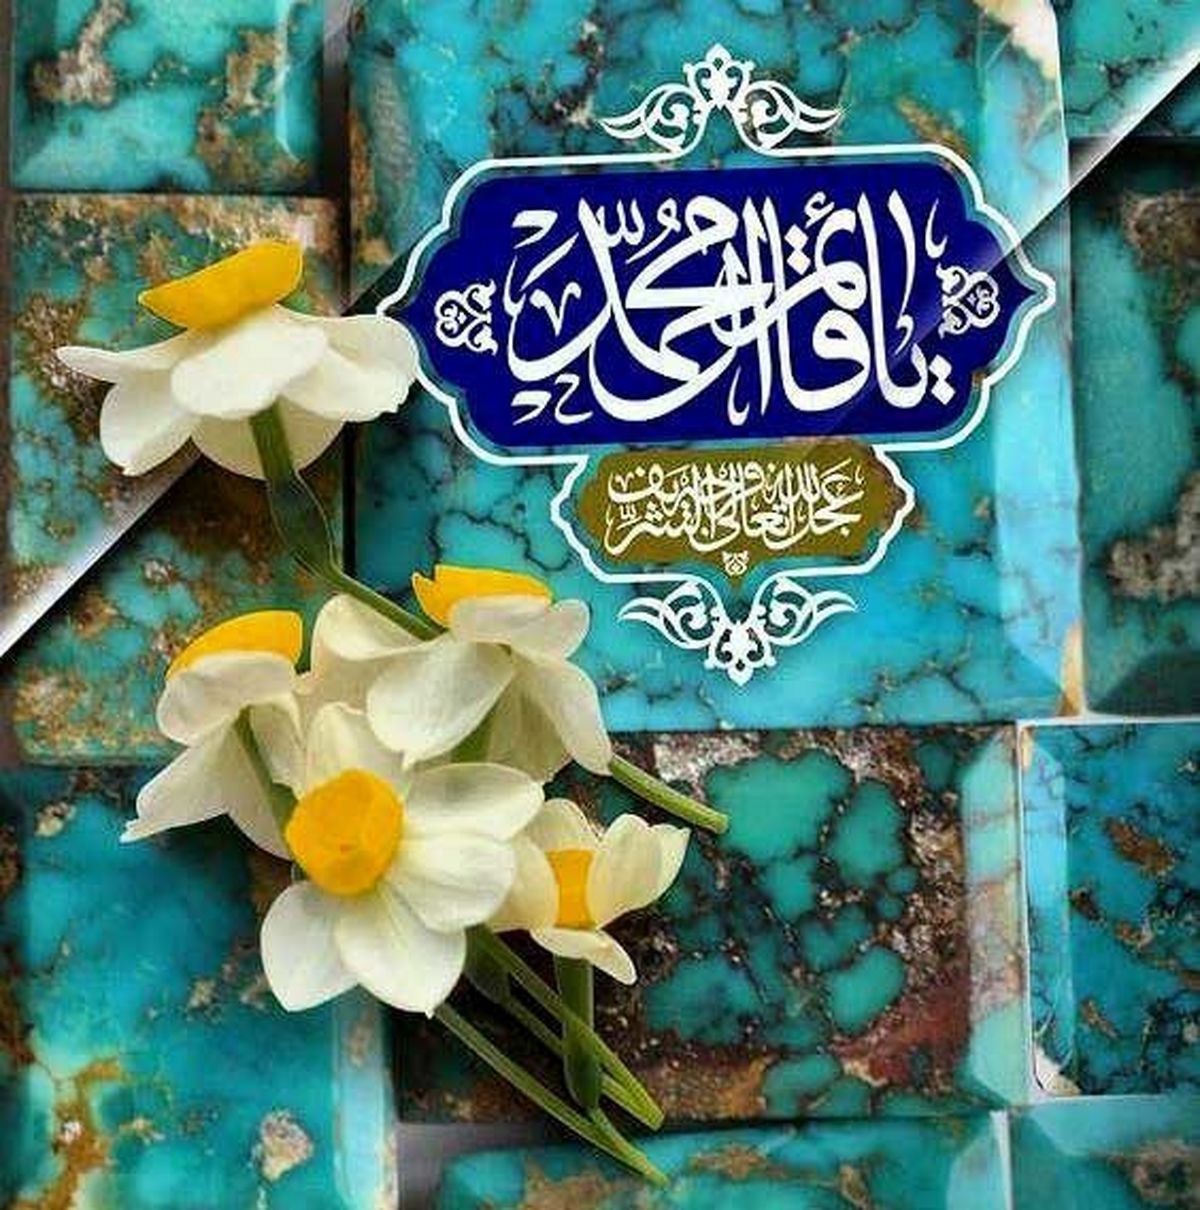 یا قائم آل محمد
عجل الله تعالی فرجه الشریف